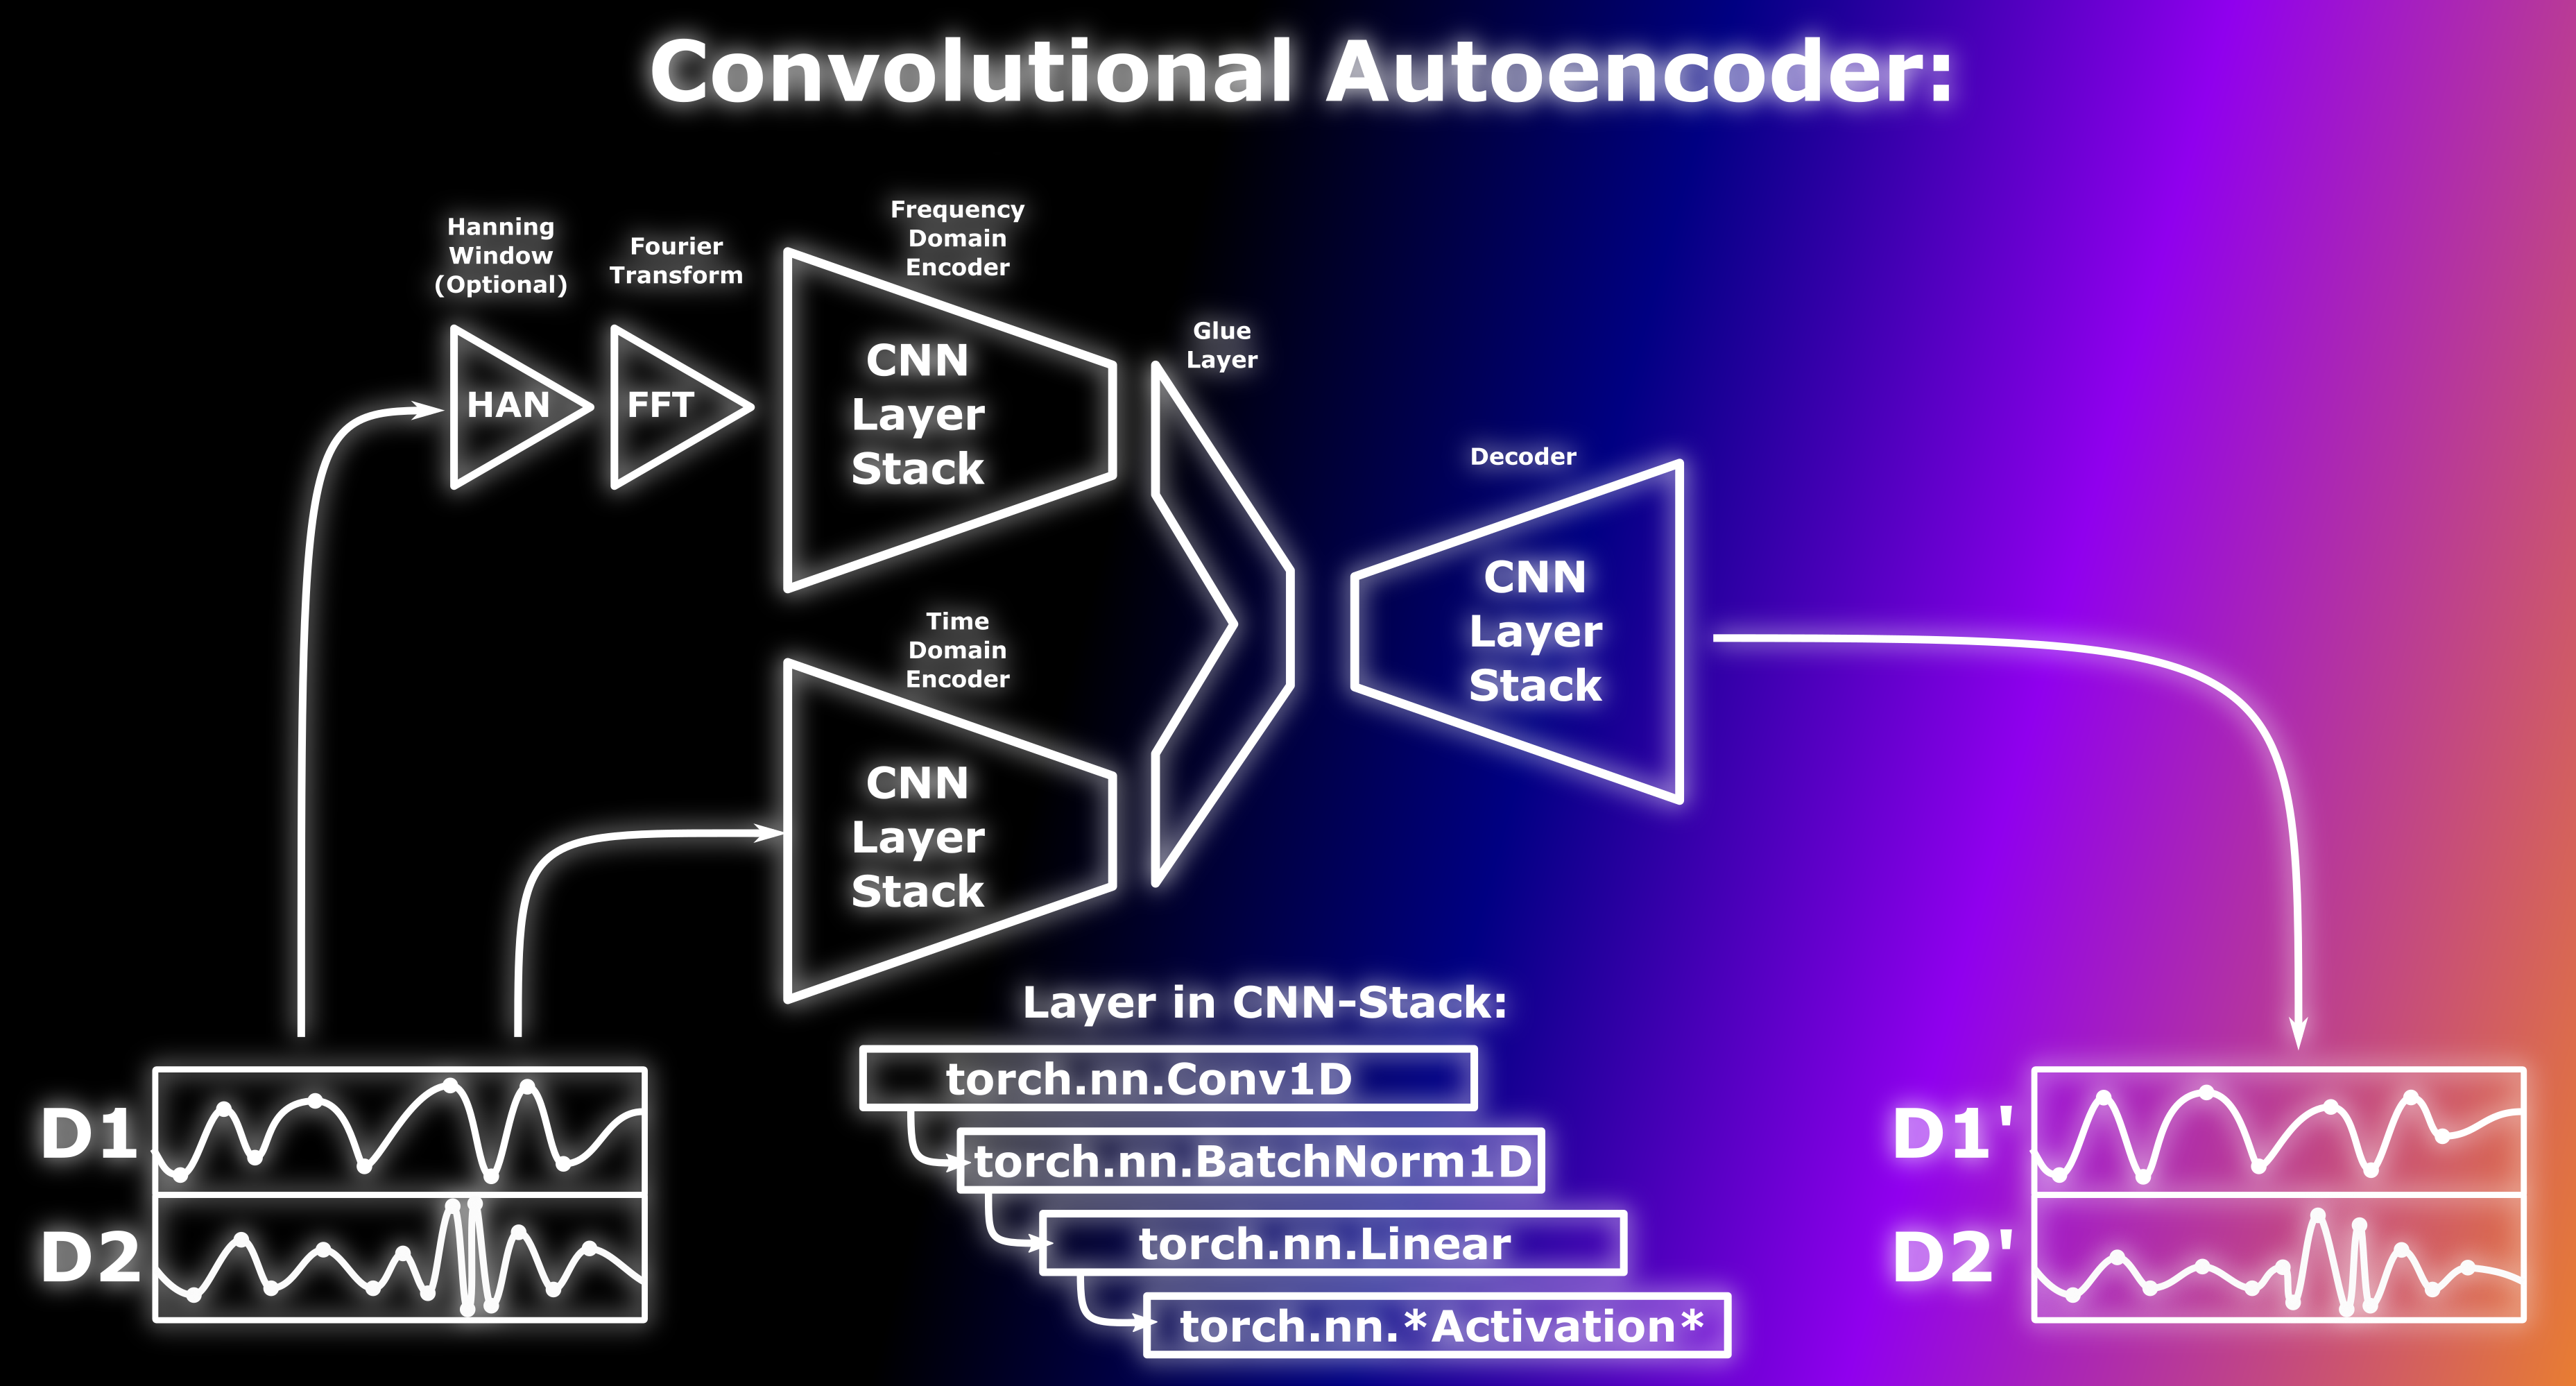 Convolutional Autoencoder:
Hanning
Window
(Optional)
Fourier
Transform
Frequency
Domain
Encoder
HAN
FFT
CNN
Layer
Stack
Glue
Layer
Time
Domain
Encoder
CNN
Layer
Stack
Decoder
CNN
Layer
Stack
D1
D2
Layer in CNN-Stack:
torch.nn.Conv1D
torch.nn.BatchNorm1D
torch.nn.Linear
torch.nn.*Activation*
D1'
D2'